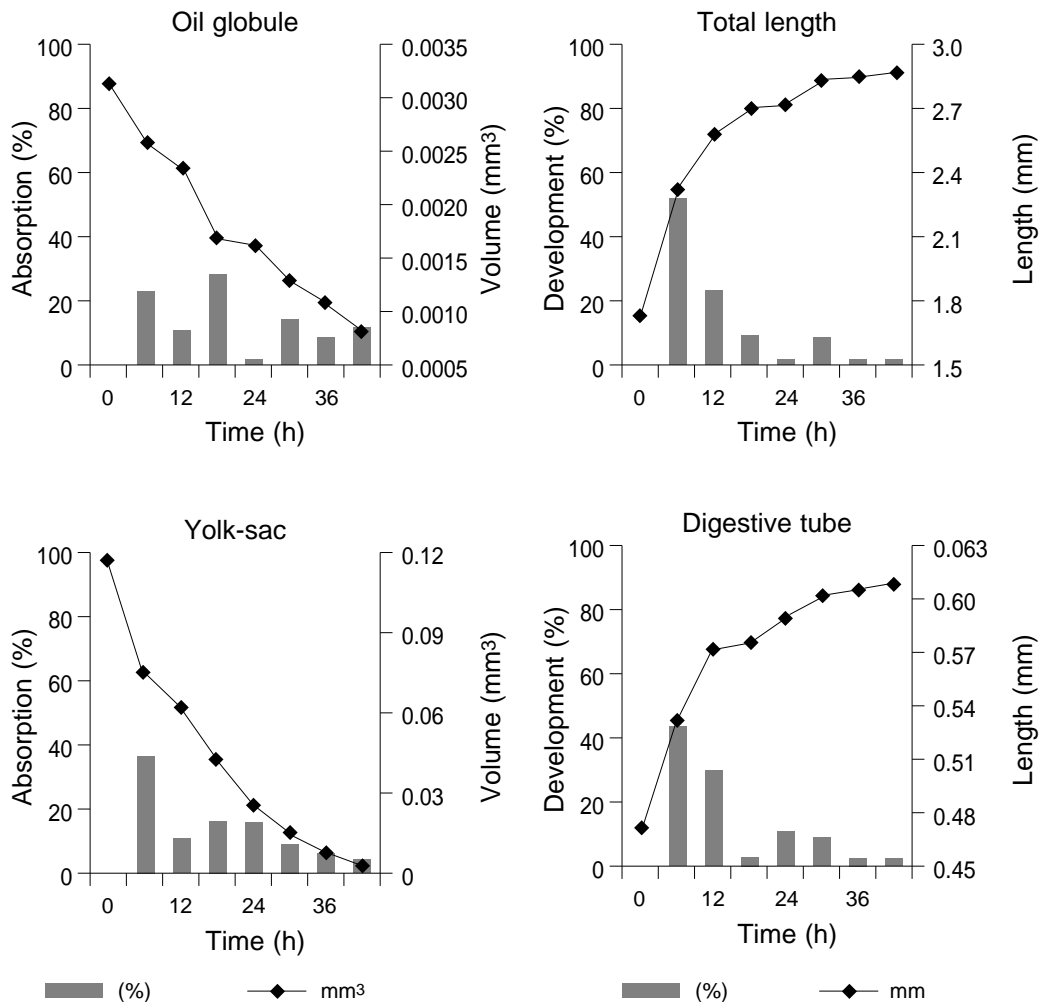 Oil globule
100
80
60
40
20
0
Absorption (%)
0.0035
0.0030
0.0025
0.0020
0.0015
0.0010
0.0005
Volume (mm³)
0 12 24 36
Time (h)
Total length
100
80
60
40
20
0
Development (%)
3.0
2.7
2.4
2.1
1.8
1.5
Length (mm)
0 12 24 36
Time (h)
Yolk-sac
100
80
60
40
20
0
Absorption (%)
0.12
0.09
0.06
0.03
0
Volume (mm³)
0 12 24 36
Time (h)
Digestive tube
100
80
60
40
20
0
Development (%)
0.063
0.60
0.57
0.54
0.51
0.48
0.45
Length (mm)
0 12 24 36
Time (h)
(%) mm³
(%) mm